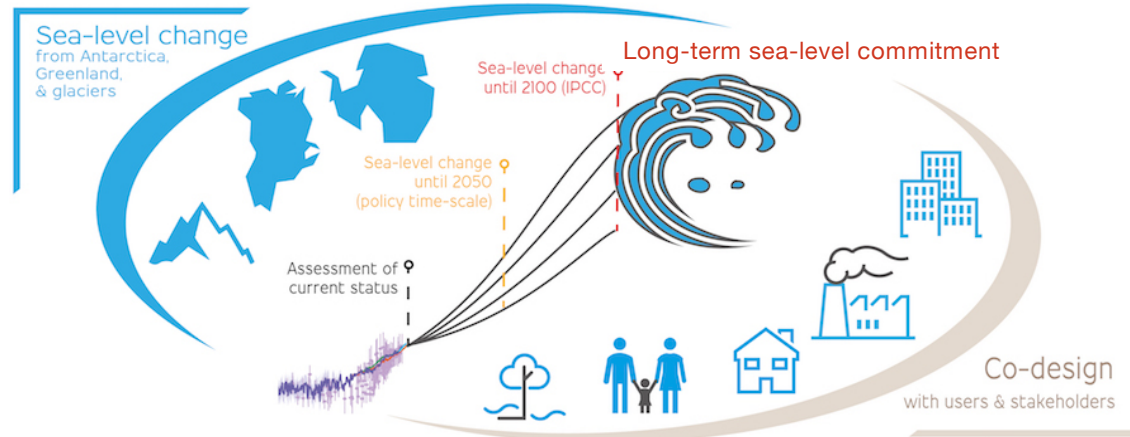 Sea-level change
from Antarctica,
Greenland,
& glaciers
Long-term sea-level commitment
Sea-level change
until 2100 (IPCC)
Sea-level change
until 2050
(policy time-scale)
Assessment of
current status
Co-design
with users & stakeholders